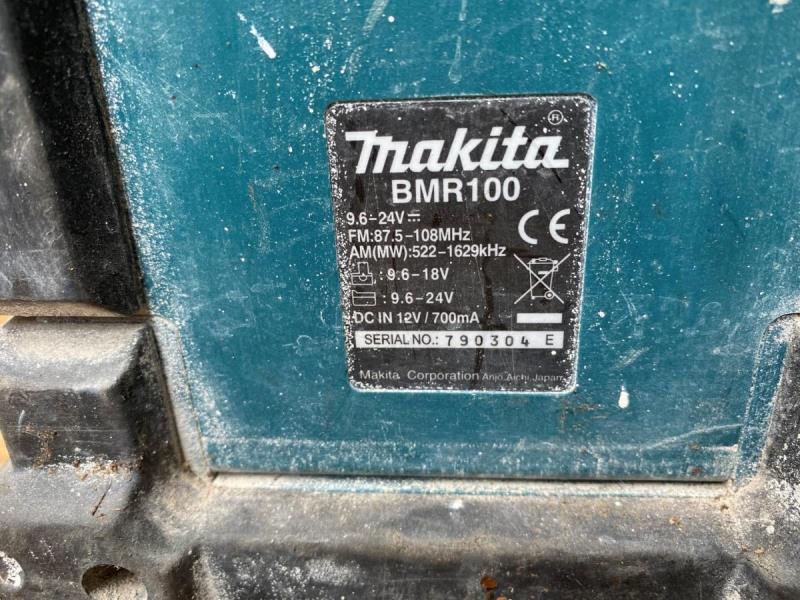 makita ®
BMR100
9.6-24V⎓
FM:87.5-108MHz
AM(MW):522-1629kHz
CE
:9.6-18V
:9.6-24V
DC IN 12V/700mA
SERIAL NO.: 790304 E
Makita Corporation Anjo Aichi Japan